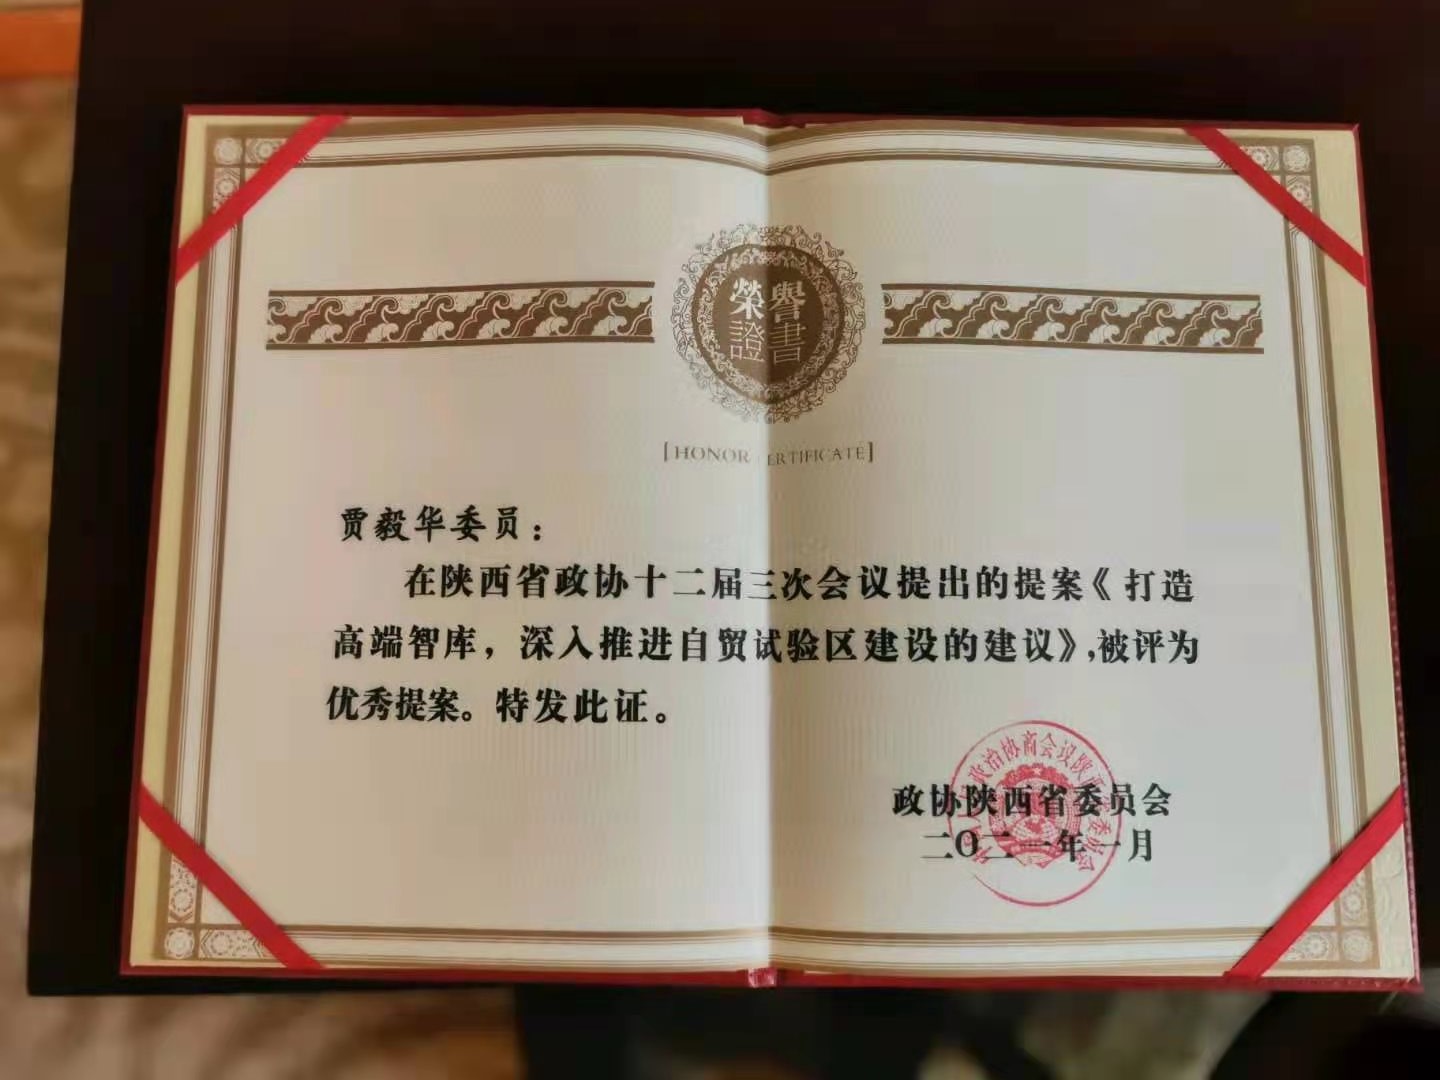 榮譽
證書
[HONOR CERTIFICATE]
贾毅华委员：
在陕西省政协十二届三次会议提出的提案《打造
高端智库，深入推进自贸试验区建设的建议》,被评为
优秀提案。特发此证。
政协陕西省委员会
二〇二一年一月